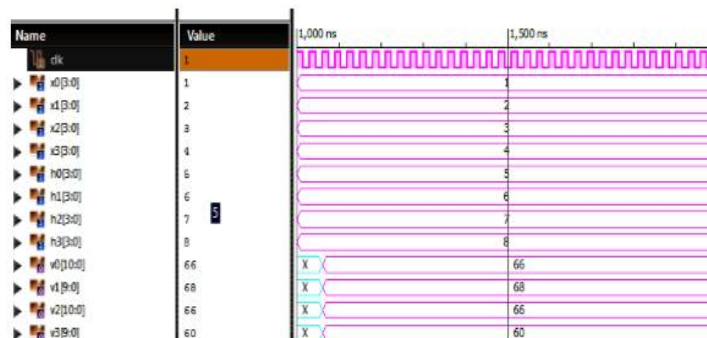 Name Value 1,000 ns 1,500 ns
clk 1
x0[3:0] 1 1
x1[3:0] 2 2
x2[3:0] 3 3
x3[3:0] 4 4
h0[3:0] 5 5
h1[3:0] 6 6
h2[3:0] 7 5 7
h3[3:0] 8 8
v0[10:0] 66 X 66
v1[9:0] 68 X 68
v2[10:0] 66 X 66
v3[9:0] 60 X 60